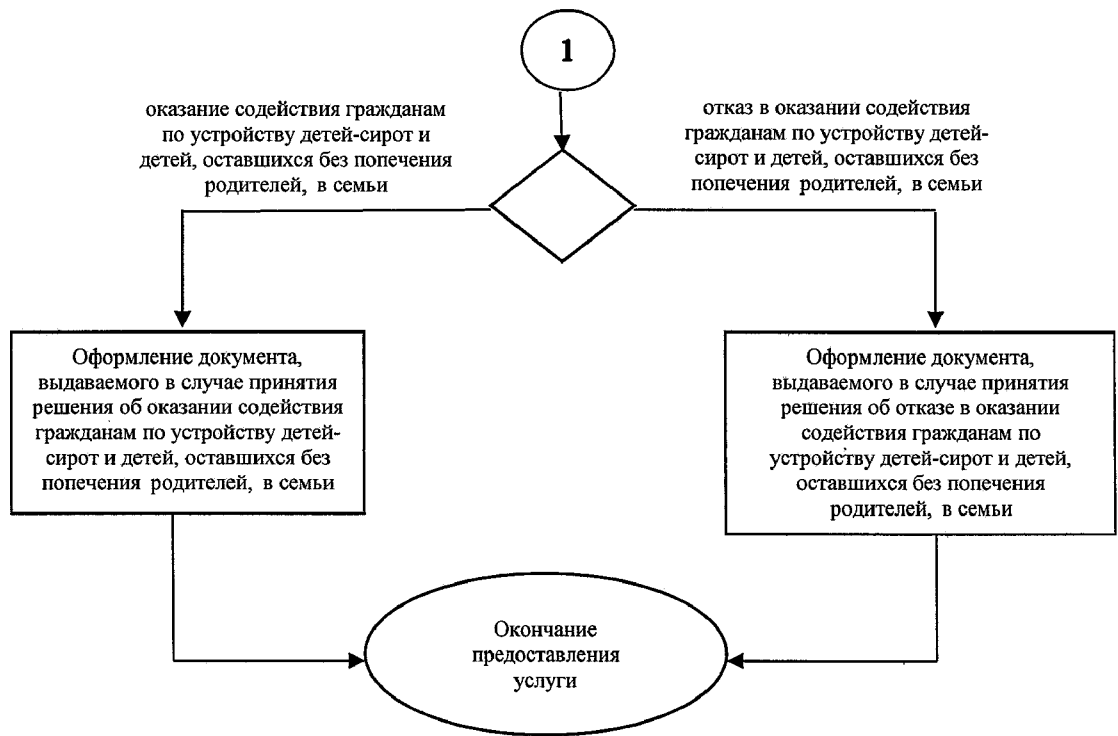 1
оказание содействия гражданам
по устройству детей-сирот и
детей, оставшихся без попечения
родителей, в семьи
отказ в оказании содействия
гражданам по устройству детей-
сирот и детей, оставшихся без
попечения родителей, в семьи
Оформление документа,
выдаваемого в случае принятия
решения об оказании содействия
гражданам по устройству детей-
сирот и детей, оставшихся без
попечения родителей, в семьи
Оформление документа,
выдаваемого в случае принятия
решения об отказе в оказании
содействия гражданам по
устройству детей-сирот и детей,
оставшихся без попечения
родителей, в семьи
Окончание
предоставления
услуги